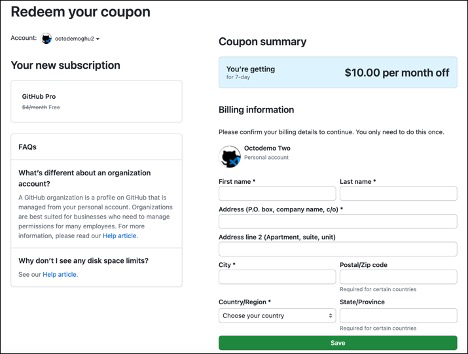 Redeem your coupon
Account: octodemoghu2
Your new subscription
GitHub Pro
$4/month Free
FAQs
What's different about an organization
account?
A GitHub organization is a profile on GitHub that is
managed from your personal account. Organizations
are best suited for businesses who need to manage
permissions for many employees. For more
information, please read our Help article.
Why don't I see any disk space limits?
See our Help article.
Coupon summary
You're getting
for 7-day
$10.00 per month off
Billing information
Please confirm your billing details to continue. You only need to do this once.
Octodemo Two
Personal account
First name *
Last name *
Address (P.O. box, company name, c/o) *
Address line 2 (Apartment, suite, unit)
City *
Postal/Zip code
Required for certain countries
Country/Region *
State/Province
Choose your country
Required for certain countries
Save